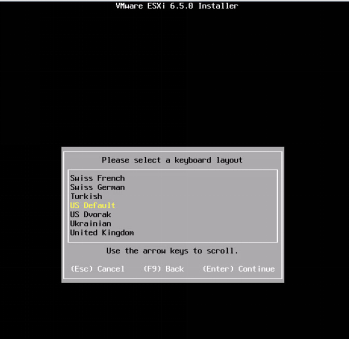 VMware ESXi 6.5.0 Installer
Please select a keyboard layout
Swiss French
Swiss German
Turkish
US Default
US Dvorak
Ukrainian
United Kingdom
Use the arrow keys to scroll.
(Esc) Cancel (F9) Back (Enter) Continue